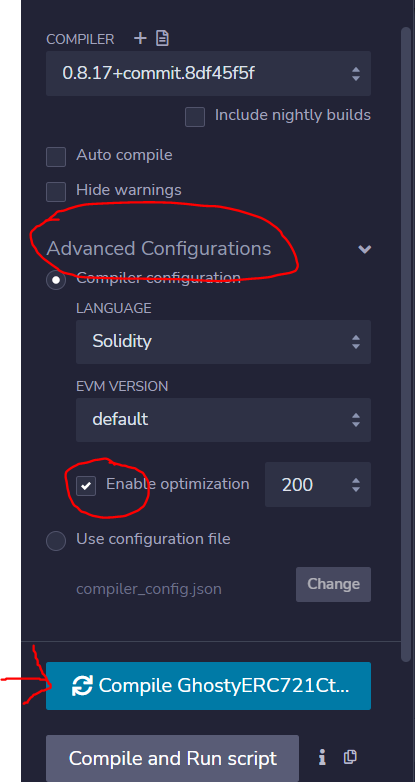 COMPILER
0.8.17+commit.8df45f5f
Include nightly builds
Auto compile
Hide warnings
Advanced Configurations
Compiler configuration
LANGUAGE
Solidity
EVM VERSION
default
Enable optimization 200
Use configuration file
compiler_config.json Change
Compile GhostyERC721Ct...
Compile and Run script